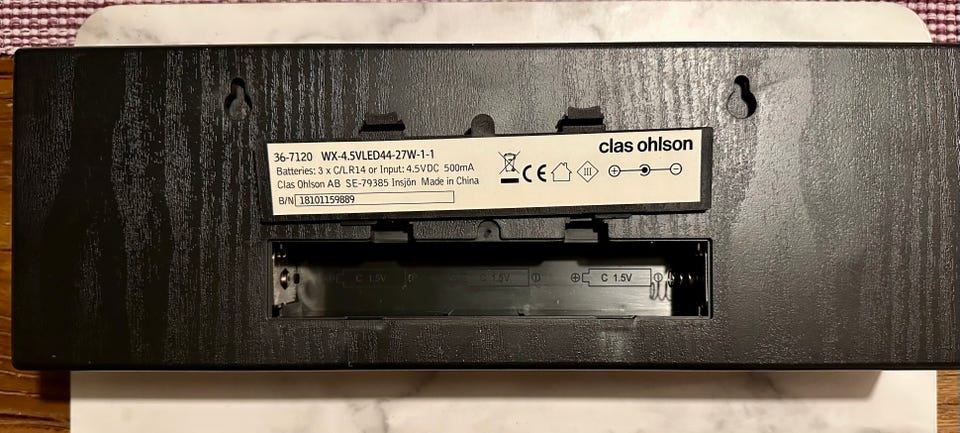 clas ohlson
36-7120 WX-4.5VLED44-27W-1-1
Batteries: 3 x C/LR14 or Input: 4.5VDC 500mA
Clas Ohlson AB SE-79385 Insjön Made in China
B/N 18101159889
III
C 1.5V C 1.5V C 1.5V